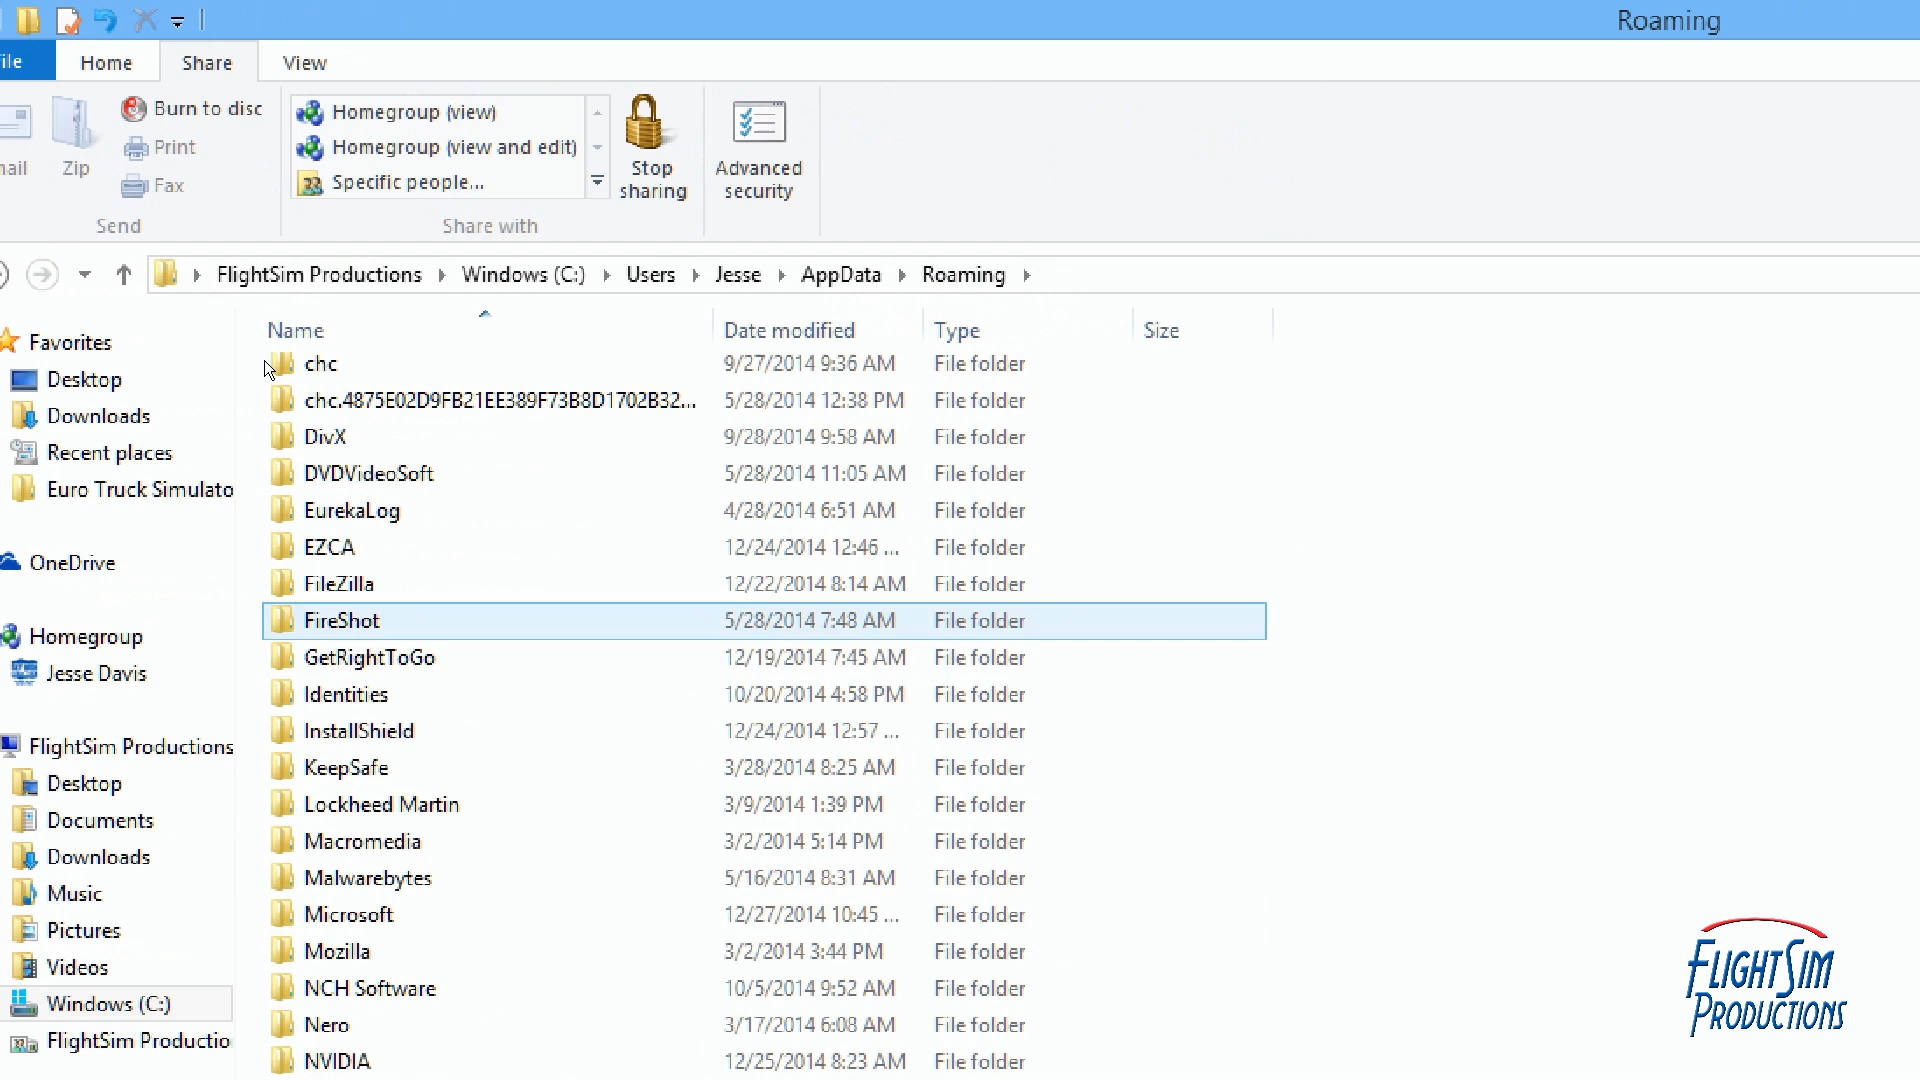 Roaming
ile Home Share View
Burn to disc
Print
Fax
nail Zip
Send
Homegroup (view)
Homegroup (view and edit)
Specific people...
Share with
Stop sharing
Advanced security
FlightSim Productions Windows (C:) Users Jesse AppData Roaming
Favorites
Desktop
Downloads
Recent places
Euro Truck Simulato
OneDrive
Homegroup
Jesse Davis
FlightSim Productions
Desktop
Documents
Downloads
Music
Pictures
Videos
Windows (C:)
FlightSim Productio
Name Date modified Type Size
chc 9/27/2014 9:36 AM File folder
chc.4875E02D9FB21EE389F73B8D1702B32... 5/28/2014 12:38 PM File folder
DivX 9/28/2014 9:58 AM File folder
DVDVideoSoft 5/28/2014 11:05 AM File folder
EurekaLog 4/28/2014 6:51 AM File folder
EZCA 12/24/2014 12:46 ... File folder
FileZilla 12/22/2014 8:14 AM File folder
FireShot 5/28/2014 7:48 AM File folder
GetRightToGo 12/19/2014 7:45 AM File folder
Identities 10/20/2014 4:58 PM File folder
InstallShield 12/24/2014 12:57 ... File folder
KeepSafe 3/28/2014 8:25 AM File folder
Lockheed Martin 3/9/2014 1:39 PM File folder
Macromedia 3/2/2014 5:14 PM File folder
Malwarebytes 5/16/2014 8:31 AM File folder
Microsoft 12/27/2014 10:45 ... File folder
Mozilla 3/2/2014 3:44 PM File folder
NCH Software 10/5/2014 9:52 AM File folder
Nero 3/17/2014 6:08 AM File folder
NVIDIA 12/25/2014 8:23 AM File folder
FLIGHTSIM
PRODUCTIONS